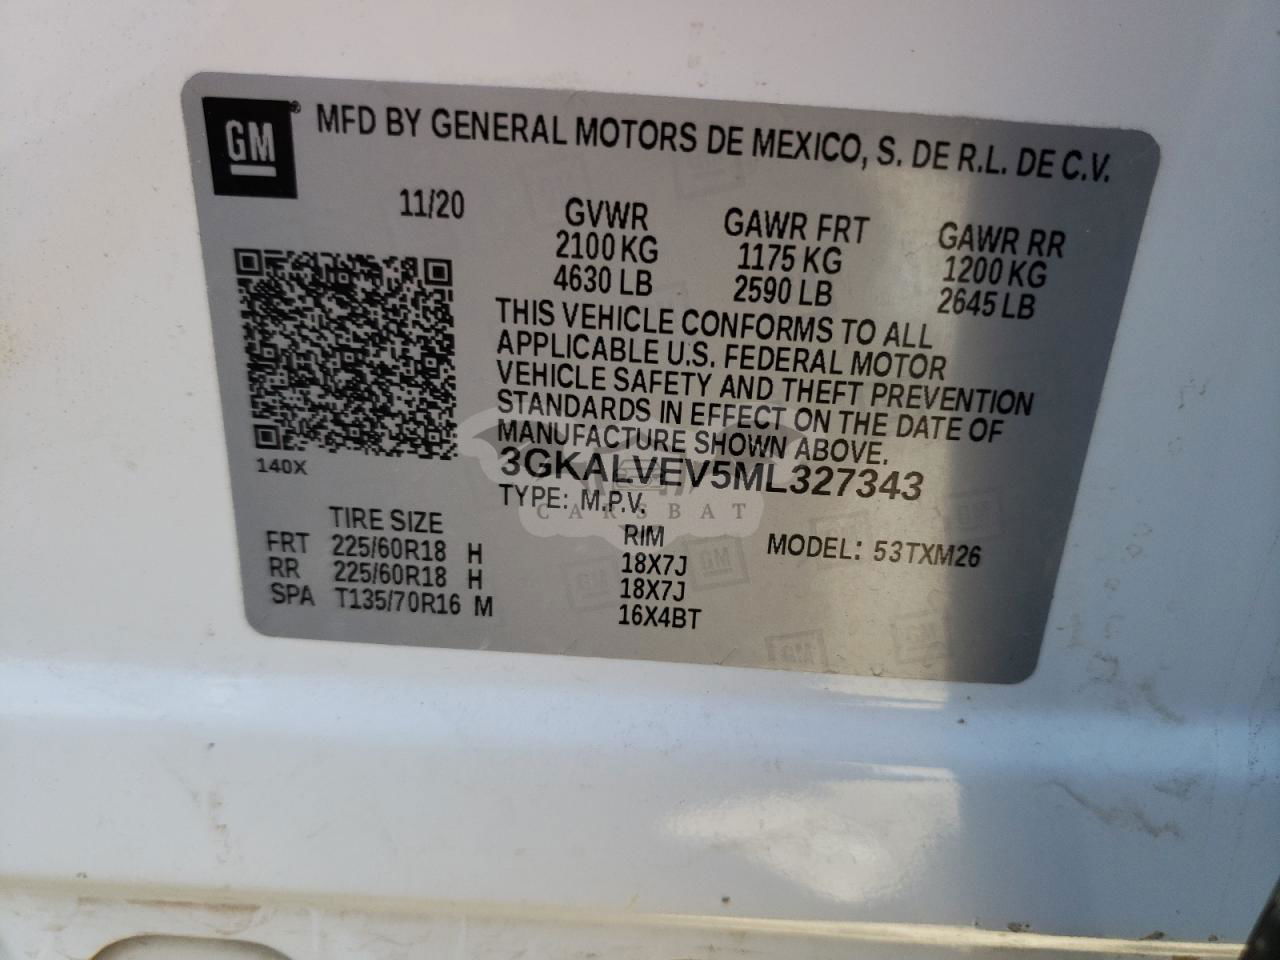 GM ® MFD BY GENERAL MOTORS DE MEXICO, S. DE R.L. DE C.V.
11/20
GVWR GAWR FRT GAWR RR
2100 KG 1175 KG 1200 KG
4630 LB 2590 LB 2645 LB
THIS VEHICLE CONFORMS TO ALL
APPLICABLE U.S. FEDERAL MOTOR
VEHICLE SAFETY AND THEFT PREVENTION
STANDARDS IN EFFECT ON THE DATE OF
MANUFACTURE SHOWN ABOVE.
140X
3GKALVEV5ML327343
TYPE: M.P.V.
CARSBAT
TIRE SIZE RIM MODEL: 53TXM26
FRT 225/60R18 H 18X7J
RR 225/60R18 H 18X7J
SPA T135/70R16 M 16X4BT